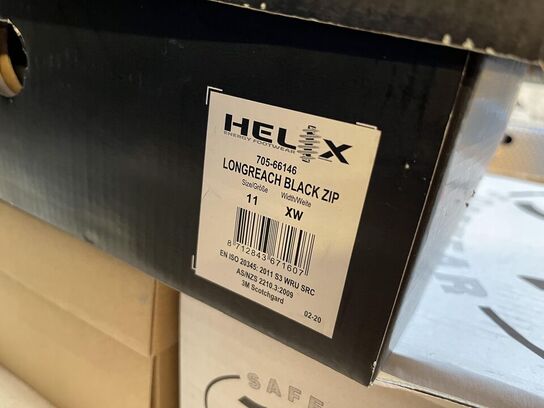 HELIX
ENERGY FOOTWEAR
705-66146
LONGREACH BLACK ZIP
Size/Größe Width/Weite
11 XW
8 712843 671607
EN ISO 20345: 2011 S3 WRU SRC
AS/NZS 2210.3:2009
3M Scotchgard
02-20
SAFE